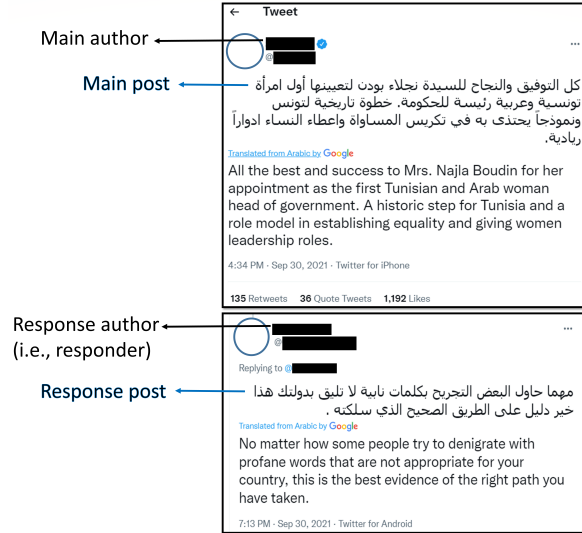 ← Tweet
Main author
@
...
Main post
كل التوفيق والنجاح للسيدة نجلاء بودن لتعيينها أول امرأة
تونسية وعربية رئيسة للحكومة. خطوة تاريخية لتونس
ونموذجاً يحتذى به في تكريس المساواة واعطاء النساء ادواراً
ريادية.
Translated from Arabic by Google
All the best and success to Mrs. Najla Boudin for her
appointment as the first Tunisian and Arab woman
head of government. A historic step for Tunisia and a
role model in establishing equality and giving women
leadership roles.
4:34 PM · Sep 30, 2021 · Twitter for iPhone
135 Retweets 36 Quote Tweets 1,192 Likes
Response author
(i.e., responder)
@
...
Replying to @
Response post
مهما حاول البعض التجريح بكلمات نابية لا تليق بدولتك هذا
خير دليل على الطريق الصحيح الذي سلكته .
Translated from Arabic by Google
No matter how some people try to denigrate with
profane words that are not appropriate for your
country, this is the best evidence of the right path you
have taken.
7:13 PM · Sep 30, 2021 · Twitter for Android